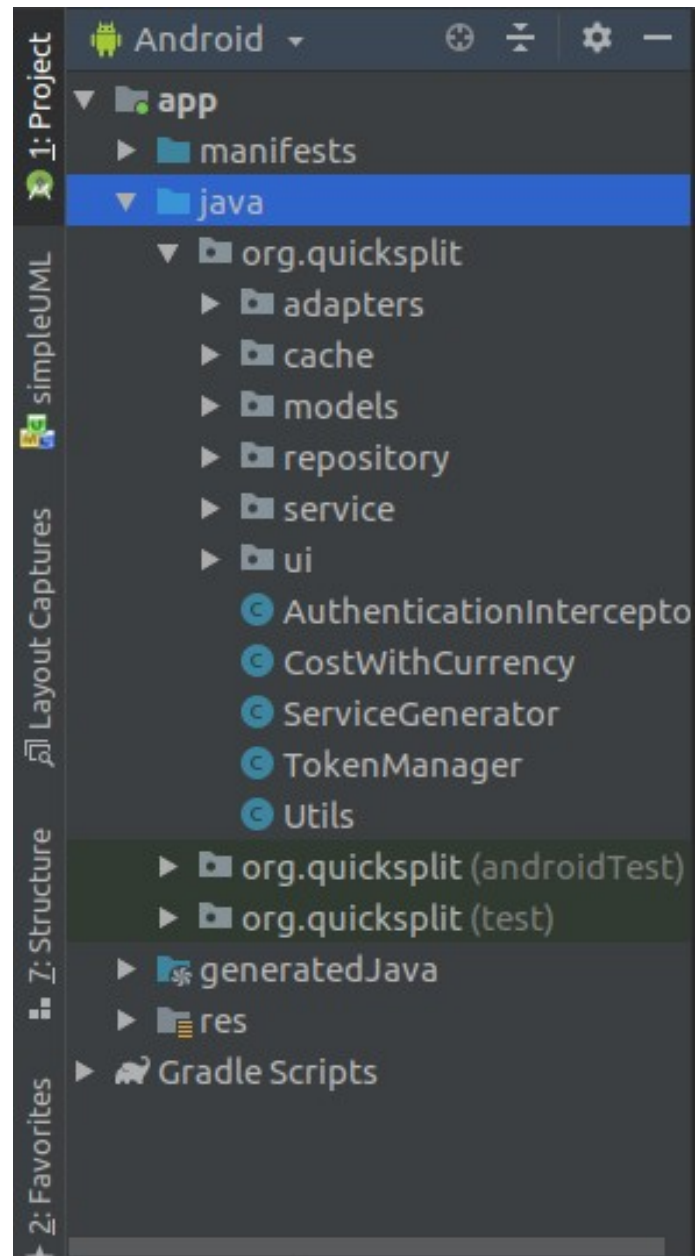 Android
app
manifests
java
org.quicksplit
adapters
cache
models
repository
service
ui
AuthenticationIntercepto
CostWithCurrency
ServiceGenerator
TokenManager
Utils
org.quicksplit (androidTest)
org.quicksplit (test)
generatedJava
res
Gradle Scripts
1: Project
simpleUML
Layout Captures
7: Structure
2: Favorites